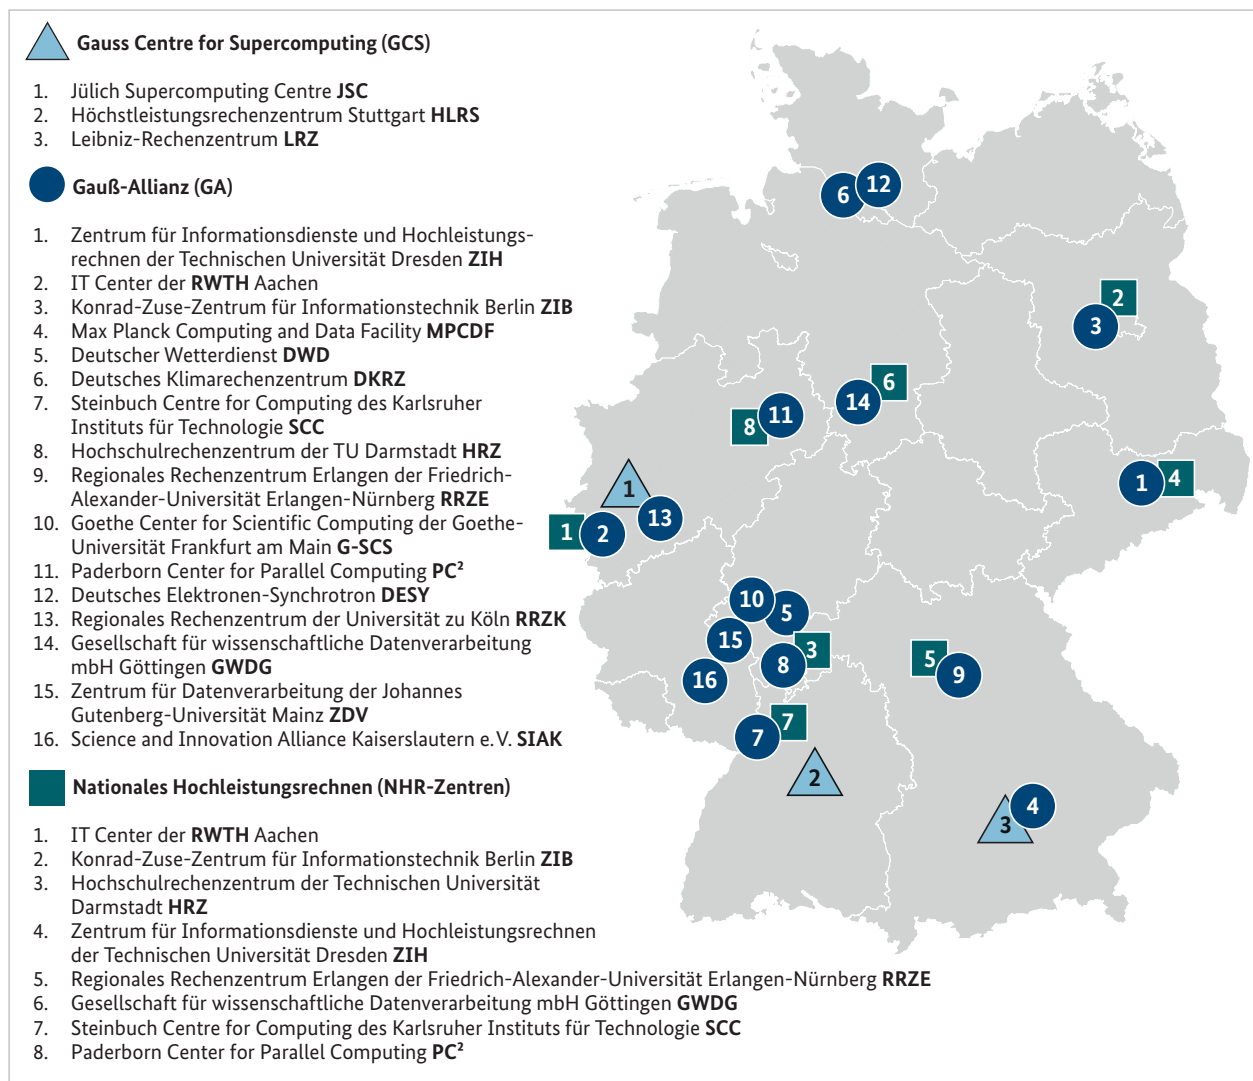 Gauss Centre for Supercomputing (GCS)
1. Jülich Supercomputing Centre JSC
2. Höchstleistungsrechenzentrum Stuttgart HLRS
3. Leibniz-Rechenzentrum LRZ
Gauß-Allianz (GA)
1. Zentrum für Informationsdienste und Hochleistungs-
rechnen der Technischen Universität Dresden ZIH
2. IT Center der RWTH Aachen
3. Konrad-Zuse-Zentrum für Informationstechnik Berlin ZIB
4. Max Planck Computing and Data Facility MPCDF
5. Deutscher Wetterdienst DWD
6. Deutsches Klimarechenzentrum DKRZ
7. Steinbuch Centre for Computing des Karlsruher
Instituts für Technologie SCC
8. Hochschulrechenzentrum der TU Darmstadt HRZ
9. Regionales Rechenzentrum Erlangen der Friedrich-
Alexander-Universität Erlangen-Nürnberg RRZE
10. Goethe Center for Scientific Computing der Goethe-
Universität Frankfurt am Main G-SCS
11. Paderborn Center for Parallel Computing PC²
12. Deutsches Elektronen-Synchrotron DESY
13. Regionales Rechenzentrum der Universität zu Köln RRZK
14. Gesellschaft für wissenschaftliche Datenverarbeitung
mbH Göttingen GWDG
15. Zentrum für Datenverarbeitung der Johannes
Gutenberg-Universität Mainz ZDV
16. Science and Innovation Alliance Kaiserslautern e.V. SIAK
Nationales Hochleistungsrechnen (NHR-Zentren)
1. IT Center der RWTH Aachen
2. Konrad-Zuse-Zentrum für Informationstechnik Berlin ZIB
3. Hochschulrechenzentrum der Technischen Universität
Darmstadt HRZ
4. Zentrum für Informationsdienste und Hochleistungsrechnen
der Technischen Universität Dresden ZIH
5. Regionales Rechenzentrum Erlangen der Friedrich-Alexander-Universität Erlangen-Nürnberg RRZE
6. Gesellschaft für wissenschaftliche Datenverarbeitung mbH Göttingen GWDG
7. Steinbuch Centre for Computing des Karlsruher Instituts für Technologie SCC
8. Paderborn Center for Parallel Computing PC²
6
12
2
3
6
14
11
8
1
4
1
13
1
2
10
5
15
3
8
16
5
9
7
7
2
4
3